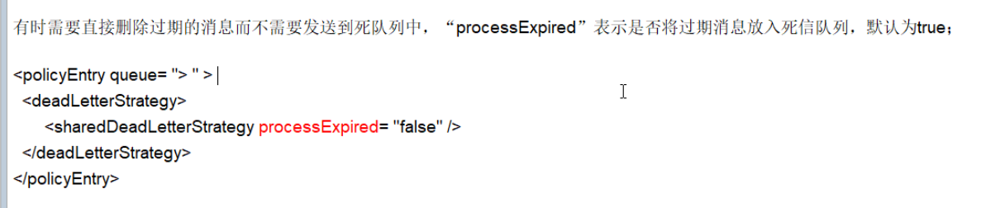 有时需要直接删除过期的消息而不需要发送到死队列中，“processExpired”表示是否将过期消息放入死信队列，默认为true；
<policyEntry queue= "> " >
<deadLetterStrategy>
<sharedDeadLetterStrategy processExpired= "false" />
</deadLetterStrategy>
</policyEntry>